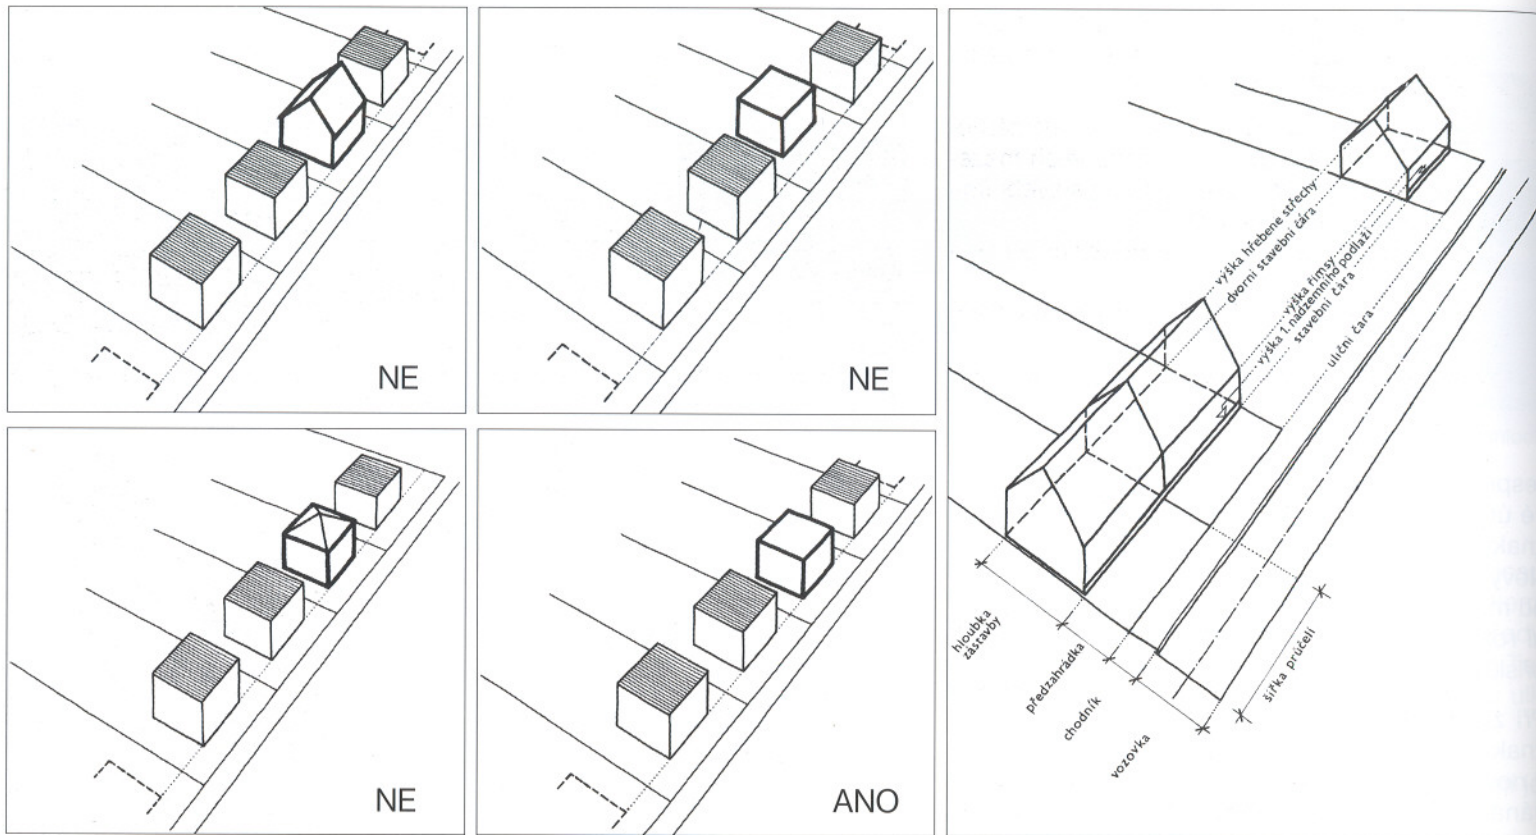 NE
NE
NE
ANO
výška hřebene střechy
dvorní stavební čára
výška římsy
výška 1. nadzemního podlaží
stavební čára
uliční čara
hloubka
zástavby
předzahrádka
chodník
vozovka
šířka průčelí